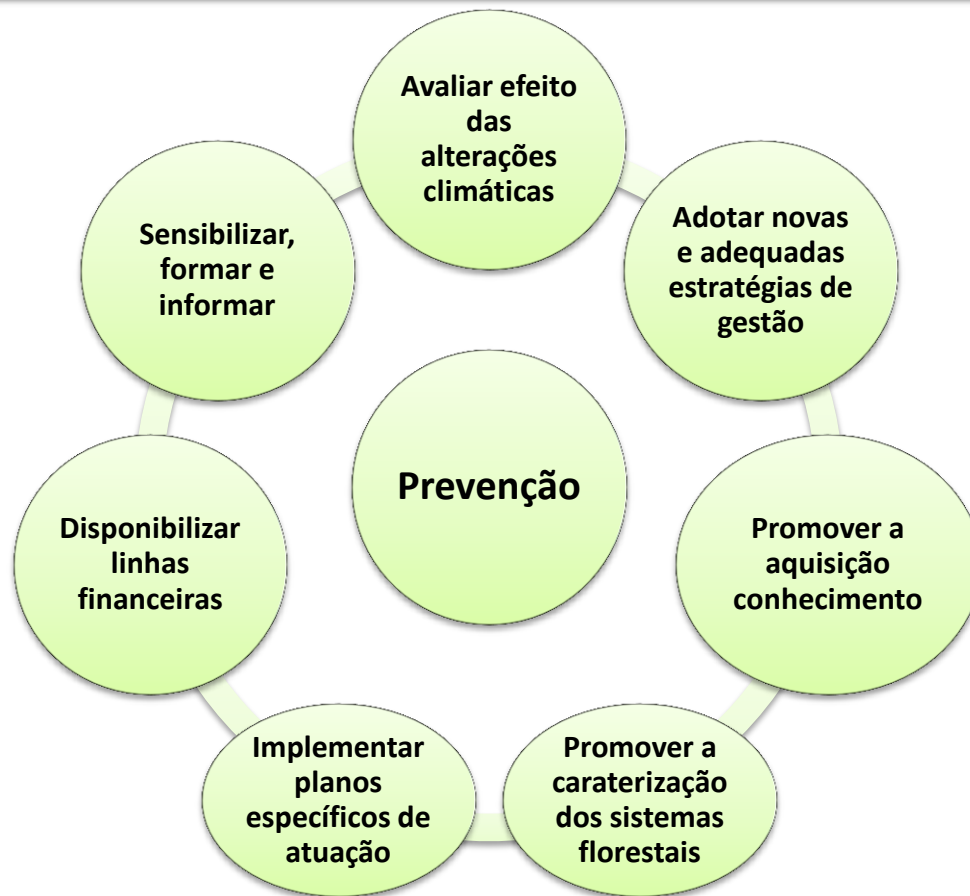 Avaliar efeito
das
alterações
climáticas
Adotar novas
e adequadas
estratégias de
gestão
Promover a
aquisição
conhecimento
Promover a
caraterização
dos sistemas
florestais
Implementar
planos
específicos de
atuação
Disponibilizar
linhas
financeiras
Sensibilizar,
formar e
informar
Prevenção